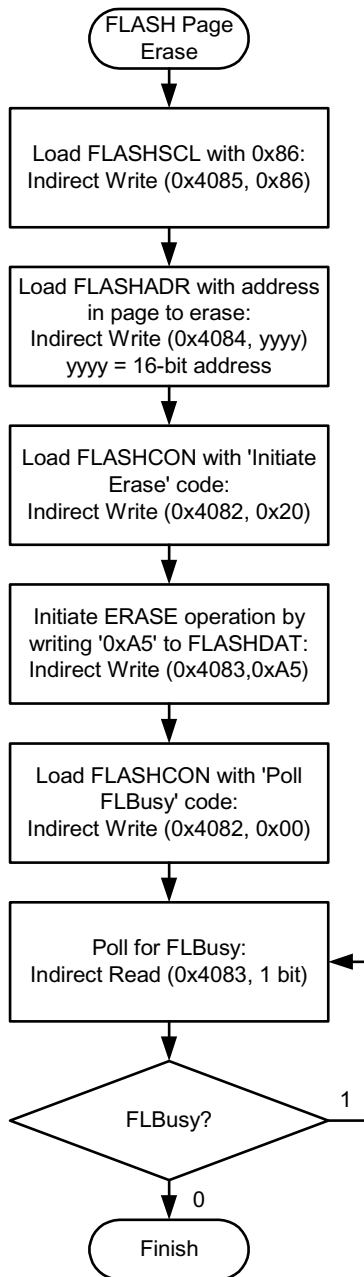 FLASH Page
Erase
Load FLASHSCL with 0x86:
Indirect Write (0x4085, 0x86)
Load FLASHADR with address
in page to erase:
Indirect Write (0x4084, yyyy)
yyyy = 16-bit address
Load FLASHCON with 'Initiate
Erase' code:
Indirect Write (0x4082, 0x20)
Initiate ERASE operation by
writing '0xA5' to FLASHDAT:
Indirect Write (0x4083,0xA5)
Load FLASHCON with 'Poll
FLBusy' code:
Indirect Write (0x4082, 0x00)
Poll for FLBusy:
Indirect Read (0x4083, 1 bit)
FLBusy?
1
0
Finish